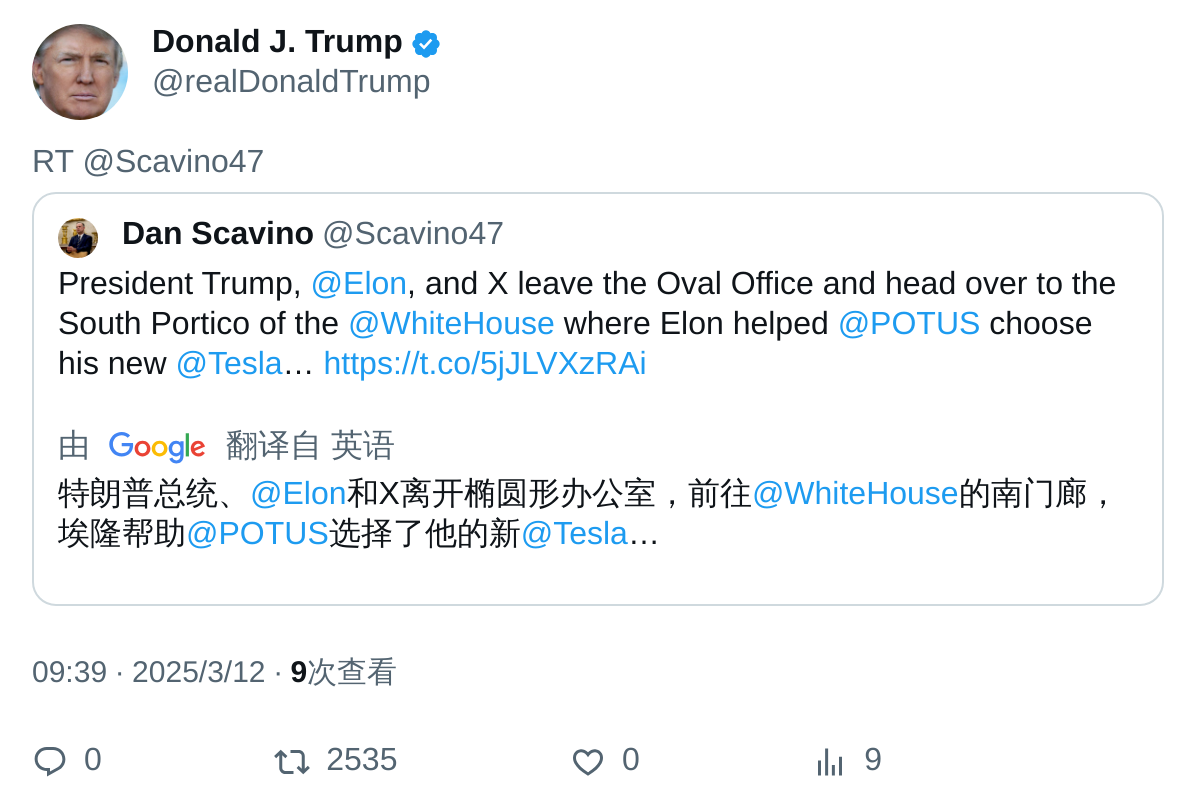 Donald J. Trump
@realDonaldTrump
RT @Scavino47
Dan Scavino @Scavino47
President Trump, @Elon, and X leave the Oval Office and head over to the
South Portico of the @WhiteHouse where Elon helped @POTUS choose
his new @Tesla… https://t.co/5jJLVXzRAi
由 Google 翻译自 英语
特朗普总统、@Elon和X离开椭圆形办公室，前往@WhiteHouse的南门廊，
埃隆帮助@POTUS选择了他的新@Tesla…
09:39 · 2025/3/12 · 9次查看
0 2535 0 9